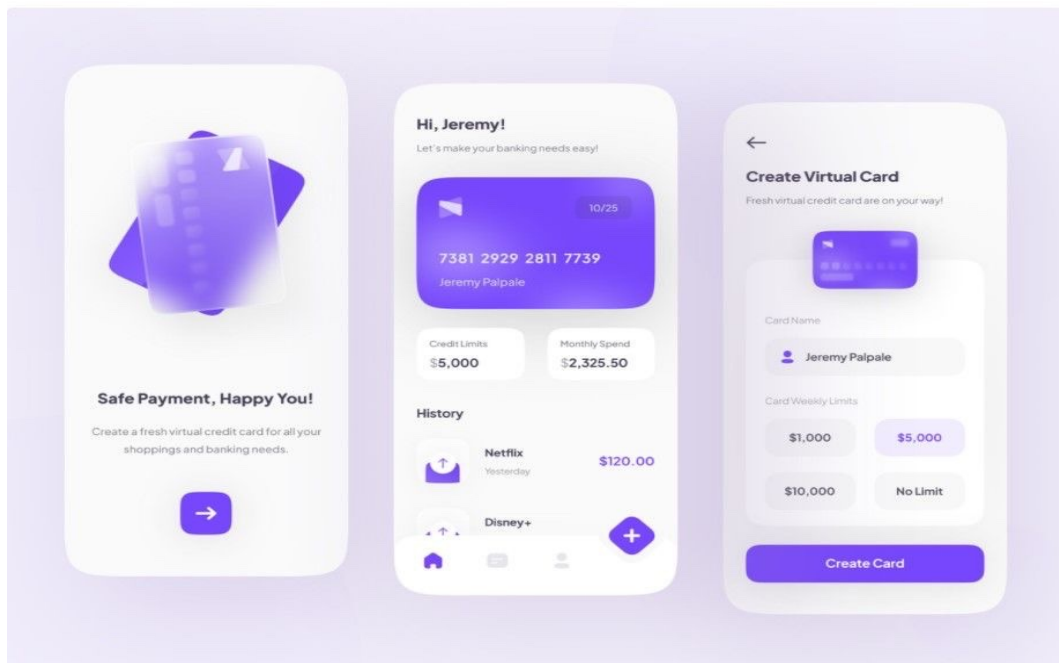 Safe Payment, Happy You!
Create a fresh virtual credit card for all your
shoppings and banking needs.
Hi, Jeremy!
Let's make your banking needs easy!
10/25
7381 2929 2811 7739
Jeremy Palpale
Credit Limits
$5,000
Monthly Spend
$2,325.50
History
Netflix
Yesterday
$120.00
Disney+
Create Virtual Card
Fresh virtual credit card are on your way!
Card Name
Jeremy Palpale
Card Weekly Limits
$1,000
$5,000
$10,000
No Limit
Create Card